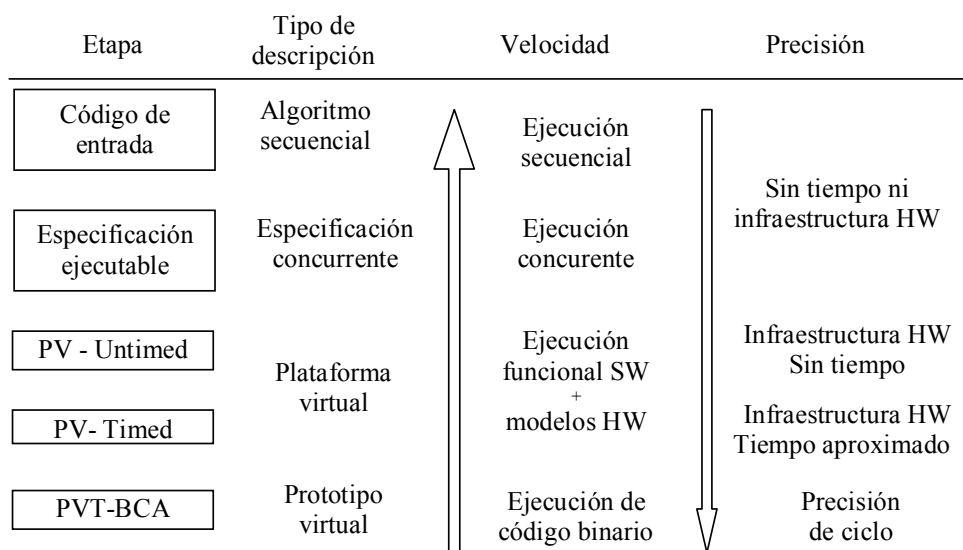 Etapa
Tipo de
descripción
Velocidad
Precisión
Código de
entrada
Algoritmo
secuencial
Ejecución
secuencial
Sin tiempo ni
infraestructura HW
Especificación
ejecutable
Especificación
concurrente
Ejecución
concurente
PV - Untimed
Plataforma
virtual
Ejecución
funcional SW
+
modelos HW
Infraestructura HW
Sin tiempo
PV- Timed
Infraestructura HW
Tiempo aproximado
PVT-BCA
Prototipo
virtual
Ejecución de
código binario
Precisión
de ciclo